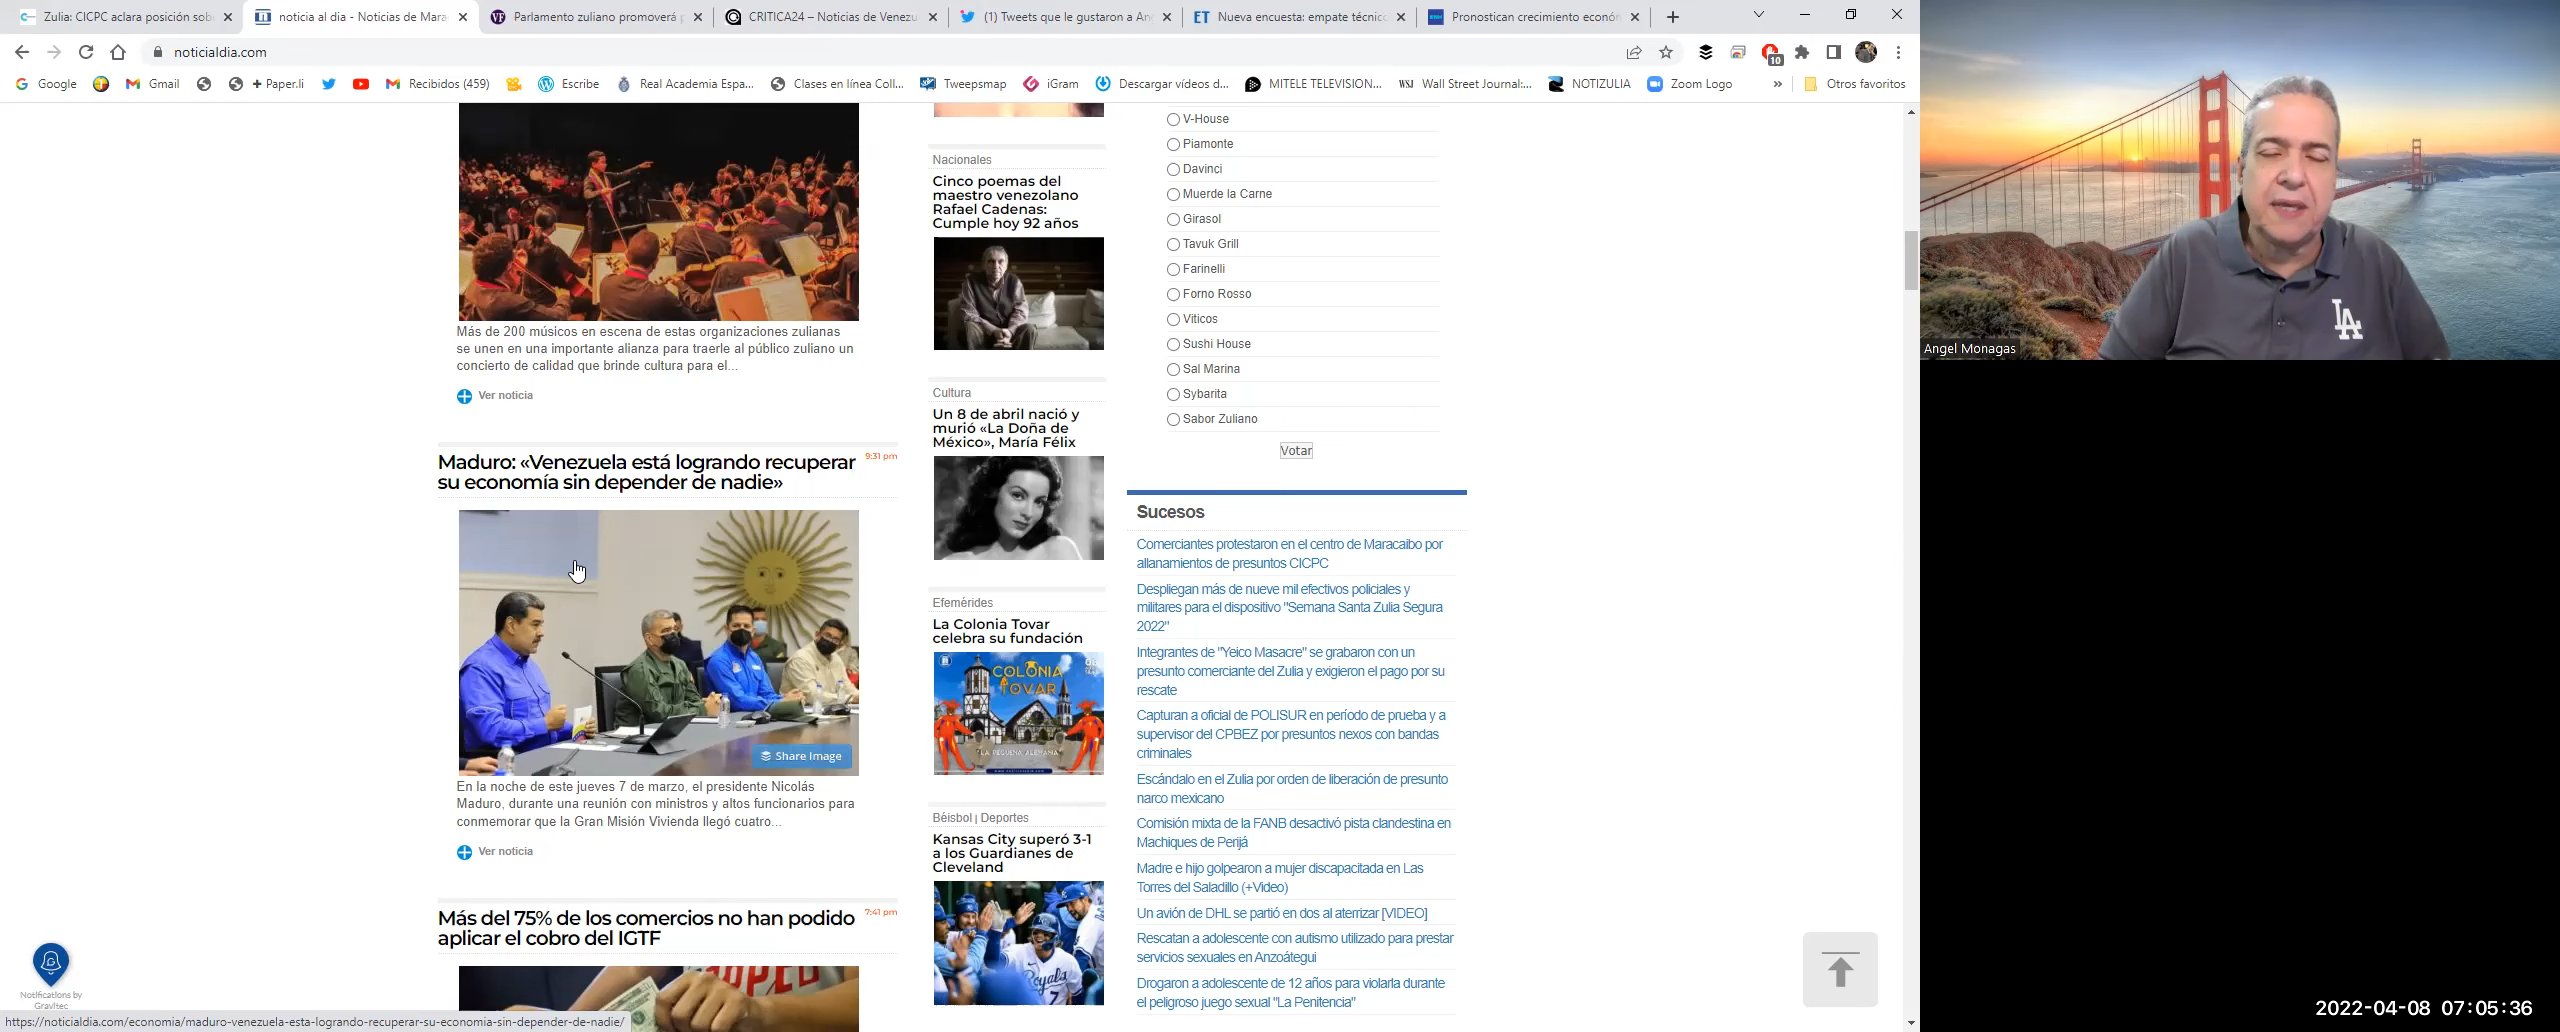 Zulia: CICPC aclara posición sob
noticia al dia - Noticias de Mara
Parlamento zuliano promoverá p
CRITICA24 – Noticias de Venezu
(1) Tweets que le gustaron a An
Nueva encuesta: empate técnic
Pronostican crecimiento econó
noticialdia.com
10
Google
Gmail
+ Paper.li
Recibidos (459)
Escribe
Real Academia Espa...
Clases en línea Coll...
Tweepsmap
iGram
Descargar vídeos d...
MITELE TELEVISION...
WSJ Wall Street Journal:...
NOTIZULIA
Zoom Logo
»
Otros favoritos
Más de 200 músicos en escena de estas organizaciones zulianas
se unen en una importante alianza para traerle al público zuliano un
concierto de calidad que brinde cultura para el...
Ver noticia
Maduro: «Venezuela está logrando recuperar
su economía sin depender de nadie»
9:31 pm
Share Image
En la noche de este jueves 7 de marzo, el presidente Nicolás
Maduro, durante una reunión con ministros y altos funcionarios para
conmemorar que la Gran Misión Vivienda llegó cuatro...
Ver noticia
Más del 75% de los comercios no han podido
aplicar el cobro del IGTF
7:41 pm
Notifications by
Gravitec
https://noticialdia.com/economia/maduro-venezuela-esta-logrando-recuperar-su-economia-sin-depender-de-nadie/
Nacionales
Cinco poemas del
maestro venezolano
Rafael Cadenas:
Cumple hoy 92 años
Cultura
Un 8 de abril nació y
murió «La Doña de
México», María Félix
Efemérides
La Colonia Tovar
celebra su fundación
COLONIA
TOVAR
Béisbol | Deportes
Kansas City superó 3-1
a los Guardianes de
Cleveland
Royals
7
V-House
Piamonte
Davinci
Muerde la Carne
Girasol
Tavuk Grill
Farinelli
Forno Rosso
Viticos
Sushi House
Sal Marina
Sybarita
Sabor Zuliano
Votar
Sucesos
Comerciantes protestaron en el centro de Maracaibo por
allanamientos de presuntos CICPC
Despliegan más de nueve mil efectivos policiales y
militares para el dispositivo "Semana Santa Zulia Segura
2022"
Integrantes de "Yeico Masacre" se grabaron con un
presunto comerciante del Zulia y exigieron el pago por su
rescate
Capturan a oficial de POLISUR en período de prueba y a
supervisor del CPBEZ por presuntos nexos con bandas
criminales
Escándalo en el Zulia por orden de liberación de presunto
narco mexicano
Comisión mixta de la FANB desactivó pista clandestina en
Machiques de Perijá
Madre e hijo golpearon a mujer discapacitada en Las
Torres del Saladillo (+Video)
Un avión de DHL se partió en dos al aterrizar [VIDEO]
Rescatan a adolescente con autismo utilizado para prestar
servicios sexuales en Anzoátegui
Drogaron a adolescente de 12 años para violarla durante
el peligroso juego sexual "La Penitencia"
LA
Angel Monagas
2022-04-08 07:05:36